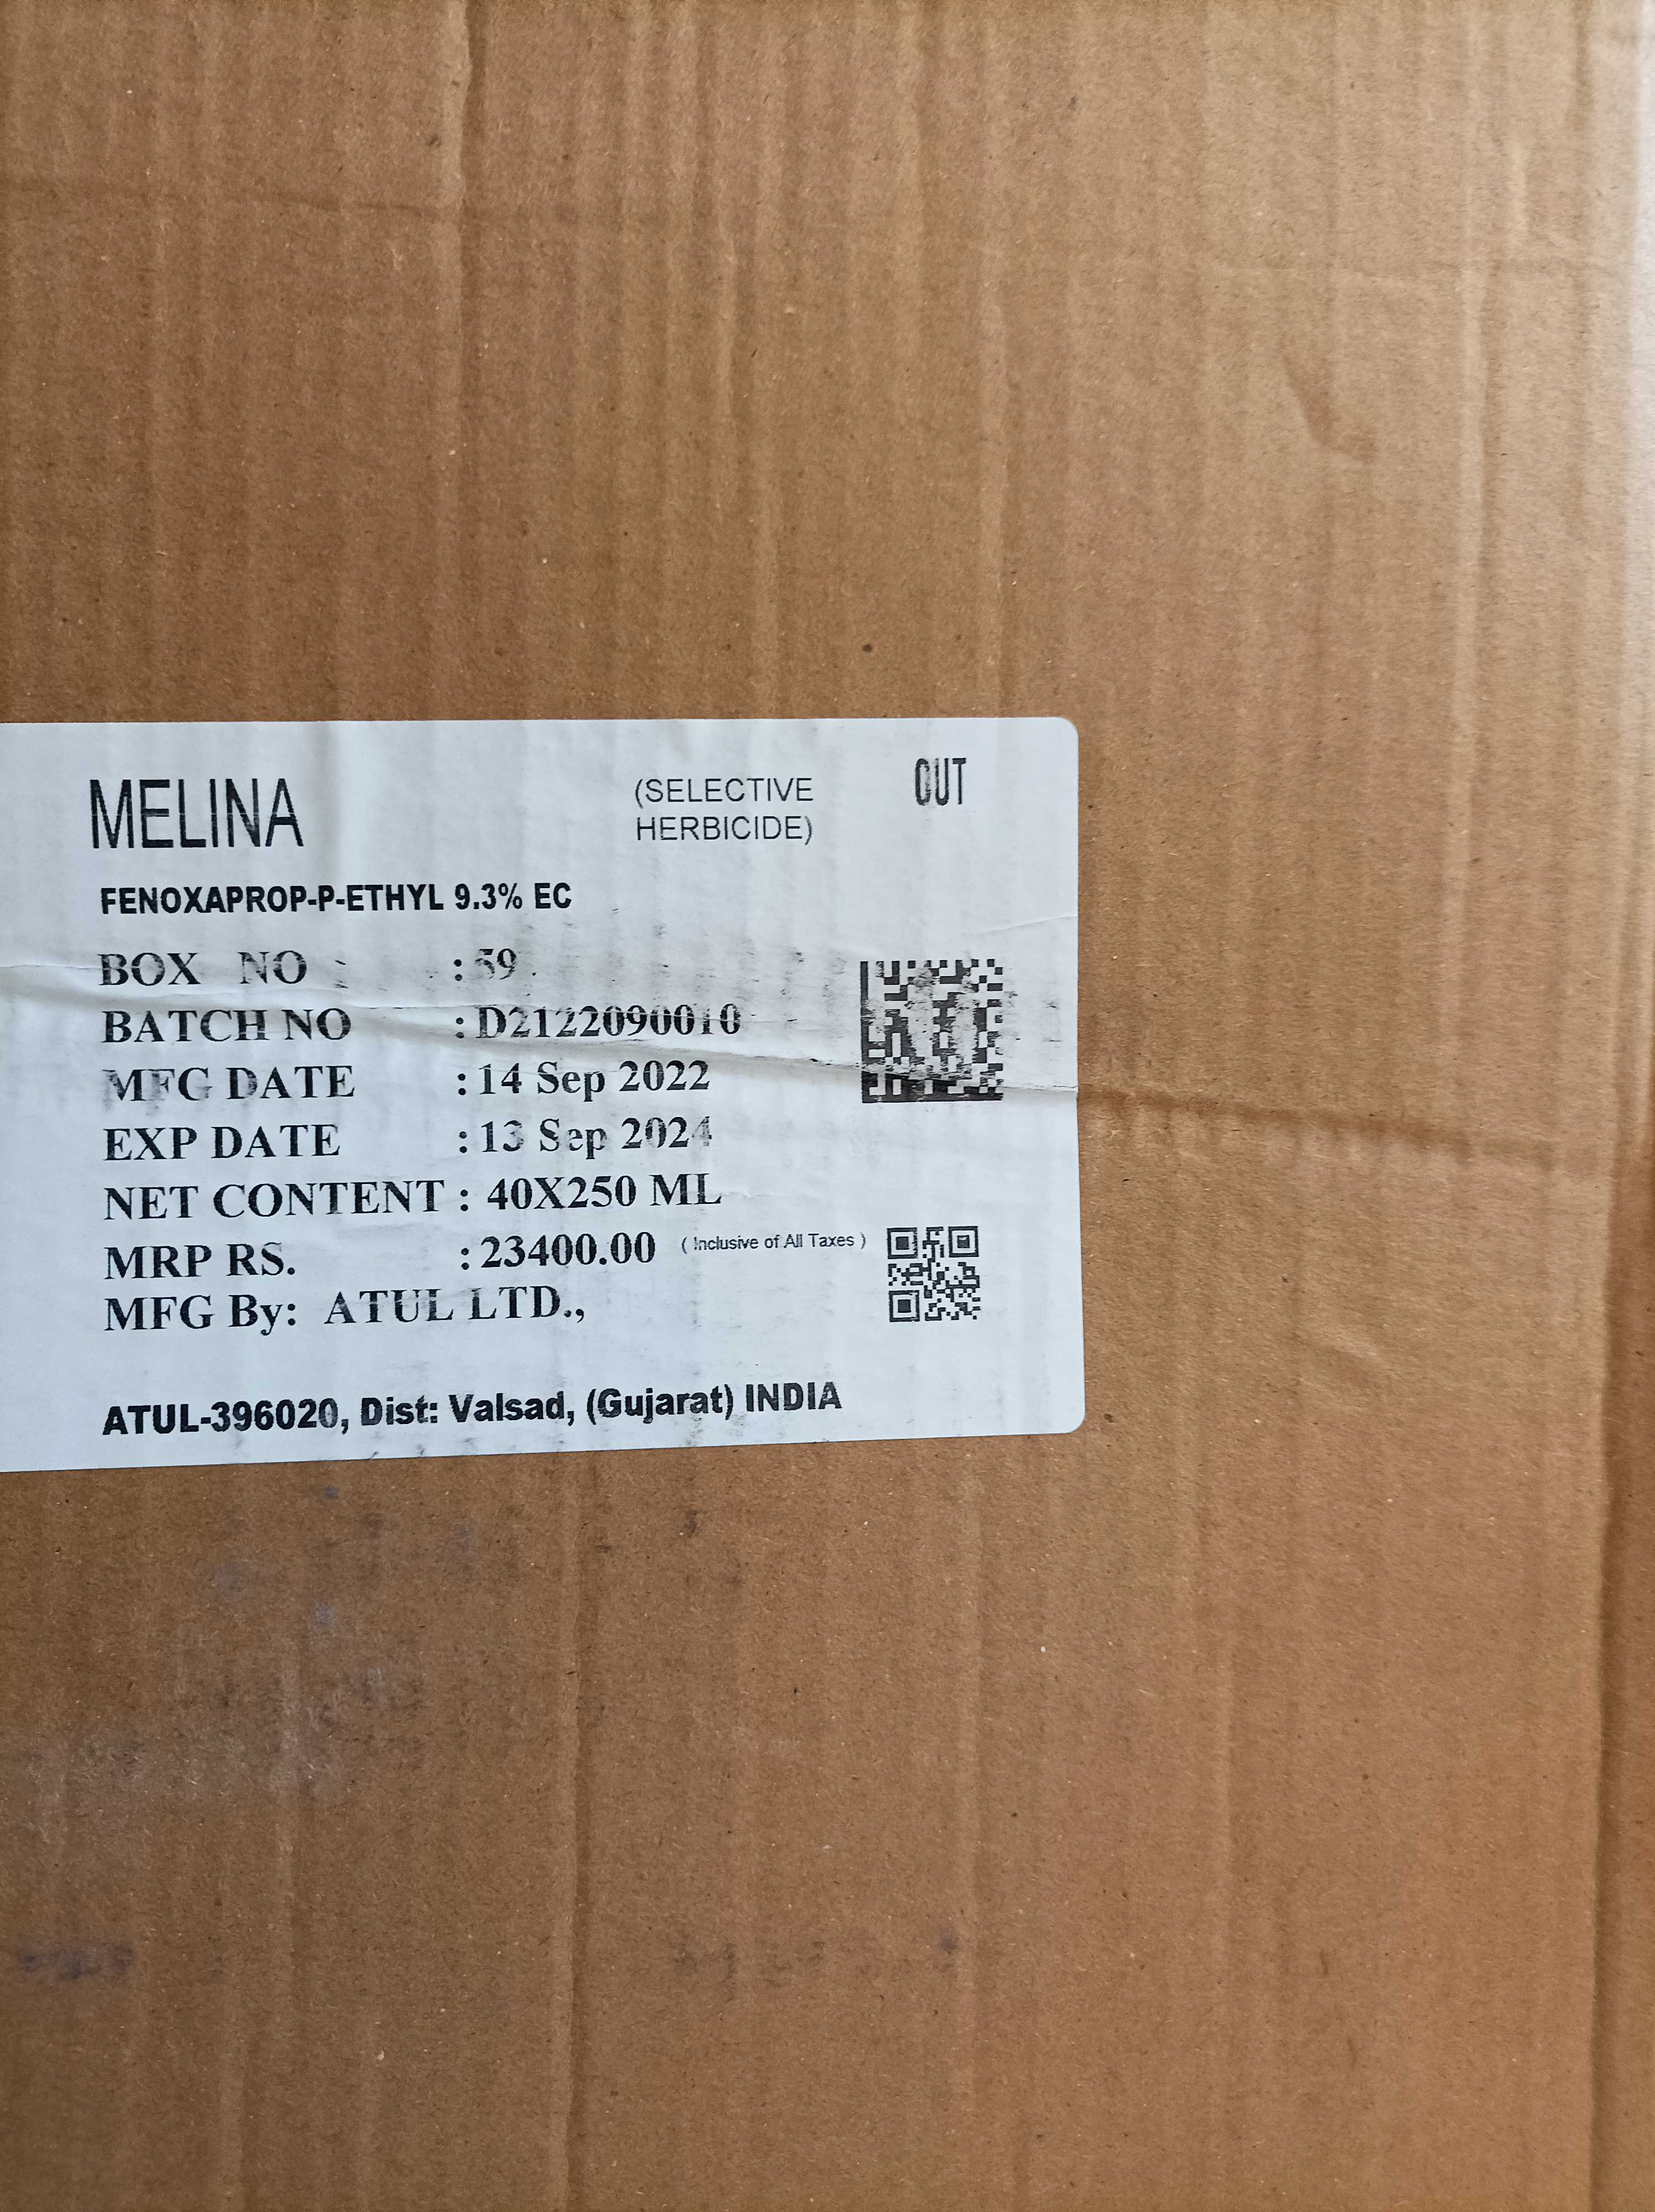 MELINA
(SELECTIVE
HERBICIDE)
OUT
FENOXAPROP-P-ETHYL 9.3% EC
BOX NO : : 59
BATCH NO : D2122090010
MFG DATE : 14 Sep 2022
EXP DATE : 13 Sep 2024
NET CONTENT : 40X250 ML
MRP RS. : 23400.00 ( Inclusive of All Taxes )
MFG By: ATUL LTD.,
ATUL-396020, Dist: Valsad, (Gujarat) INDIA